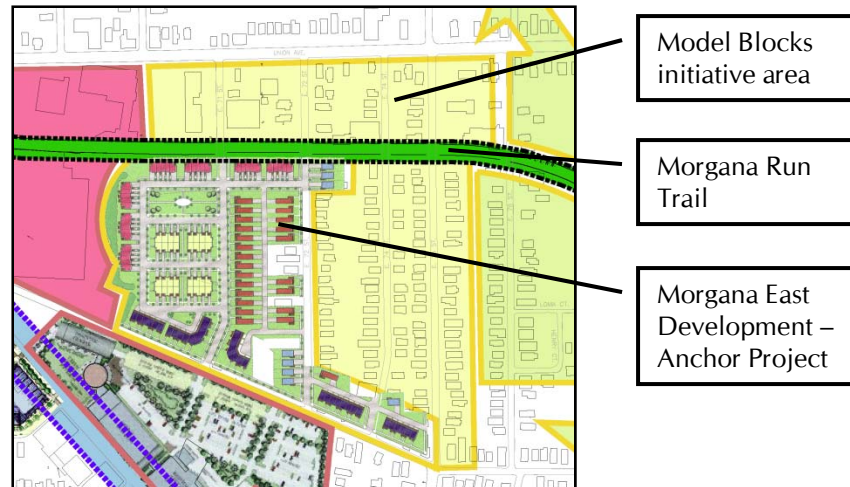 Model Blocks
initiative area
Morgana Run
Trail
Morgana East
Development –
Anchor Project
UNION AVE.